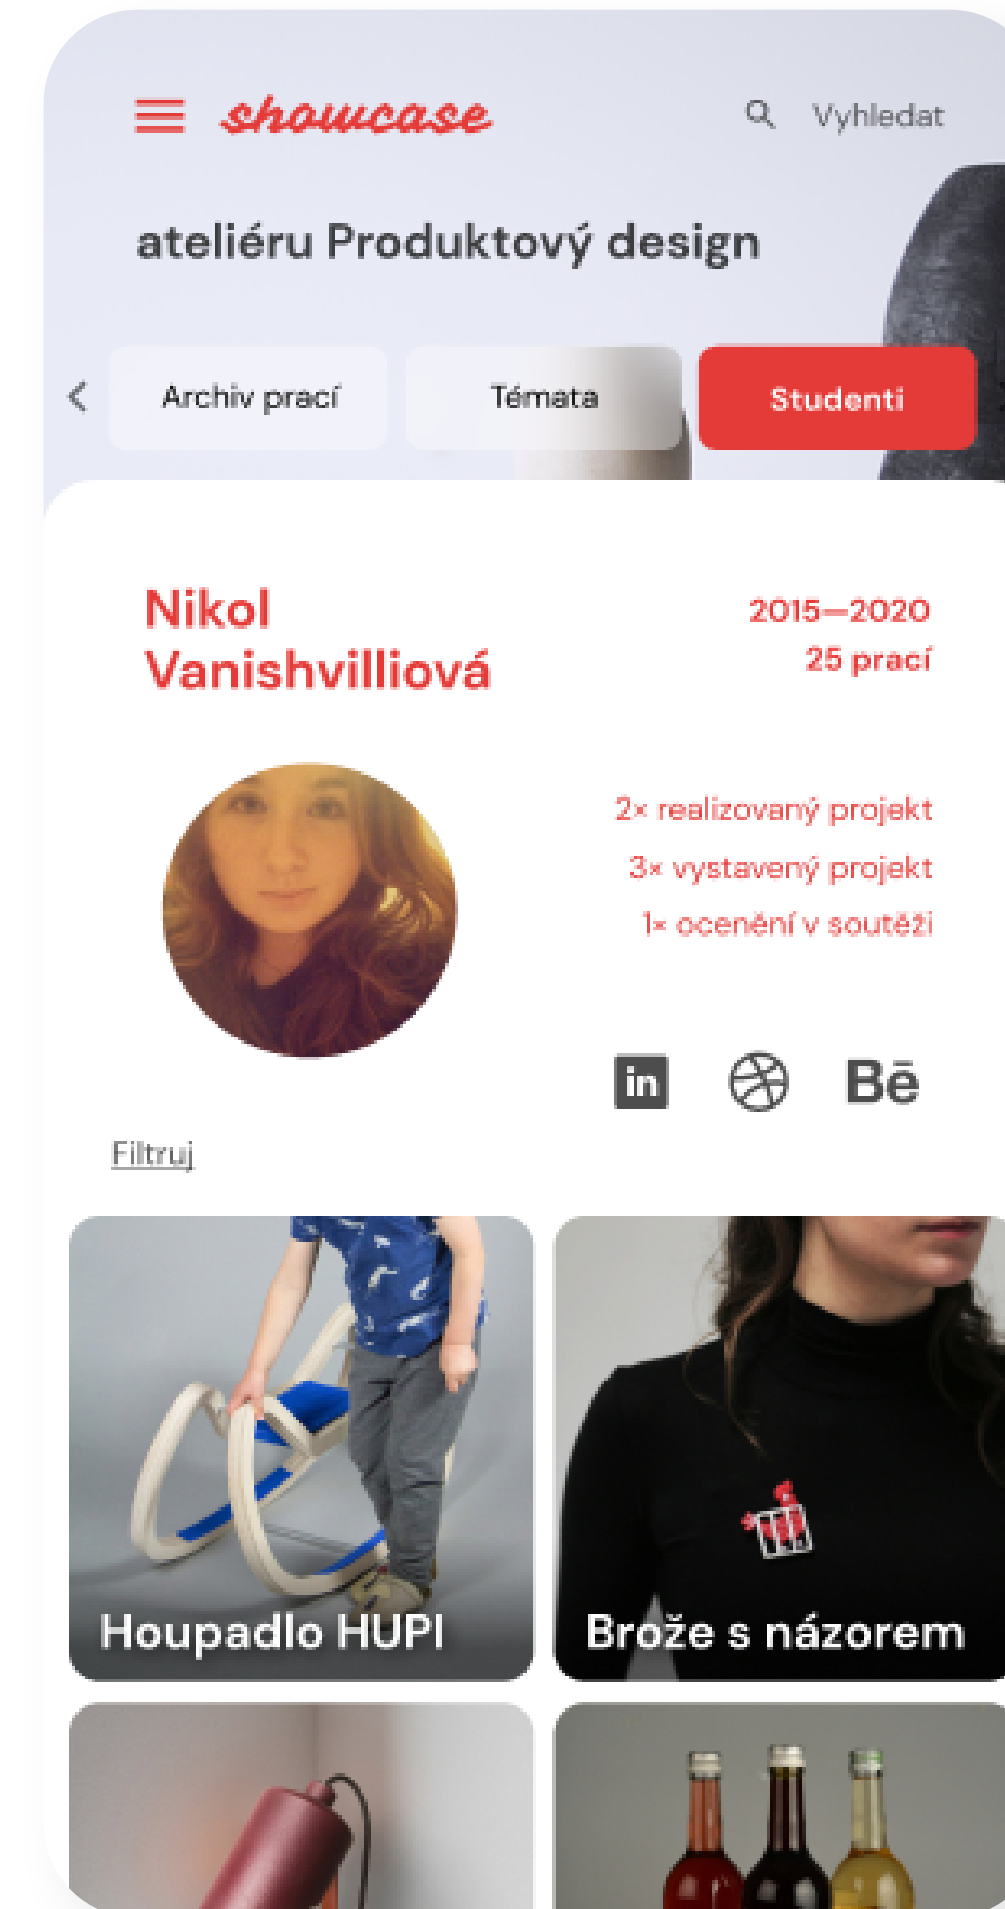 showcase
Vyhledat
ateliéru Produktový design
Archiv prací
Témata
Studenti
Nikol
Vanishvilliová
2015—2020
25 prací
2× realizovaný projekt
3× vystavený projekt
1× ocenění v soutěži
in
Bē
Filtruj
Houpadlo HUPI
Brože s názorem